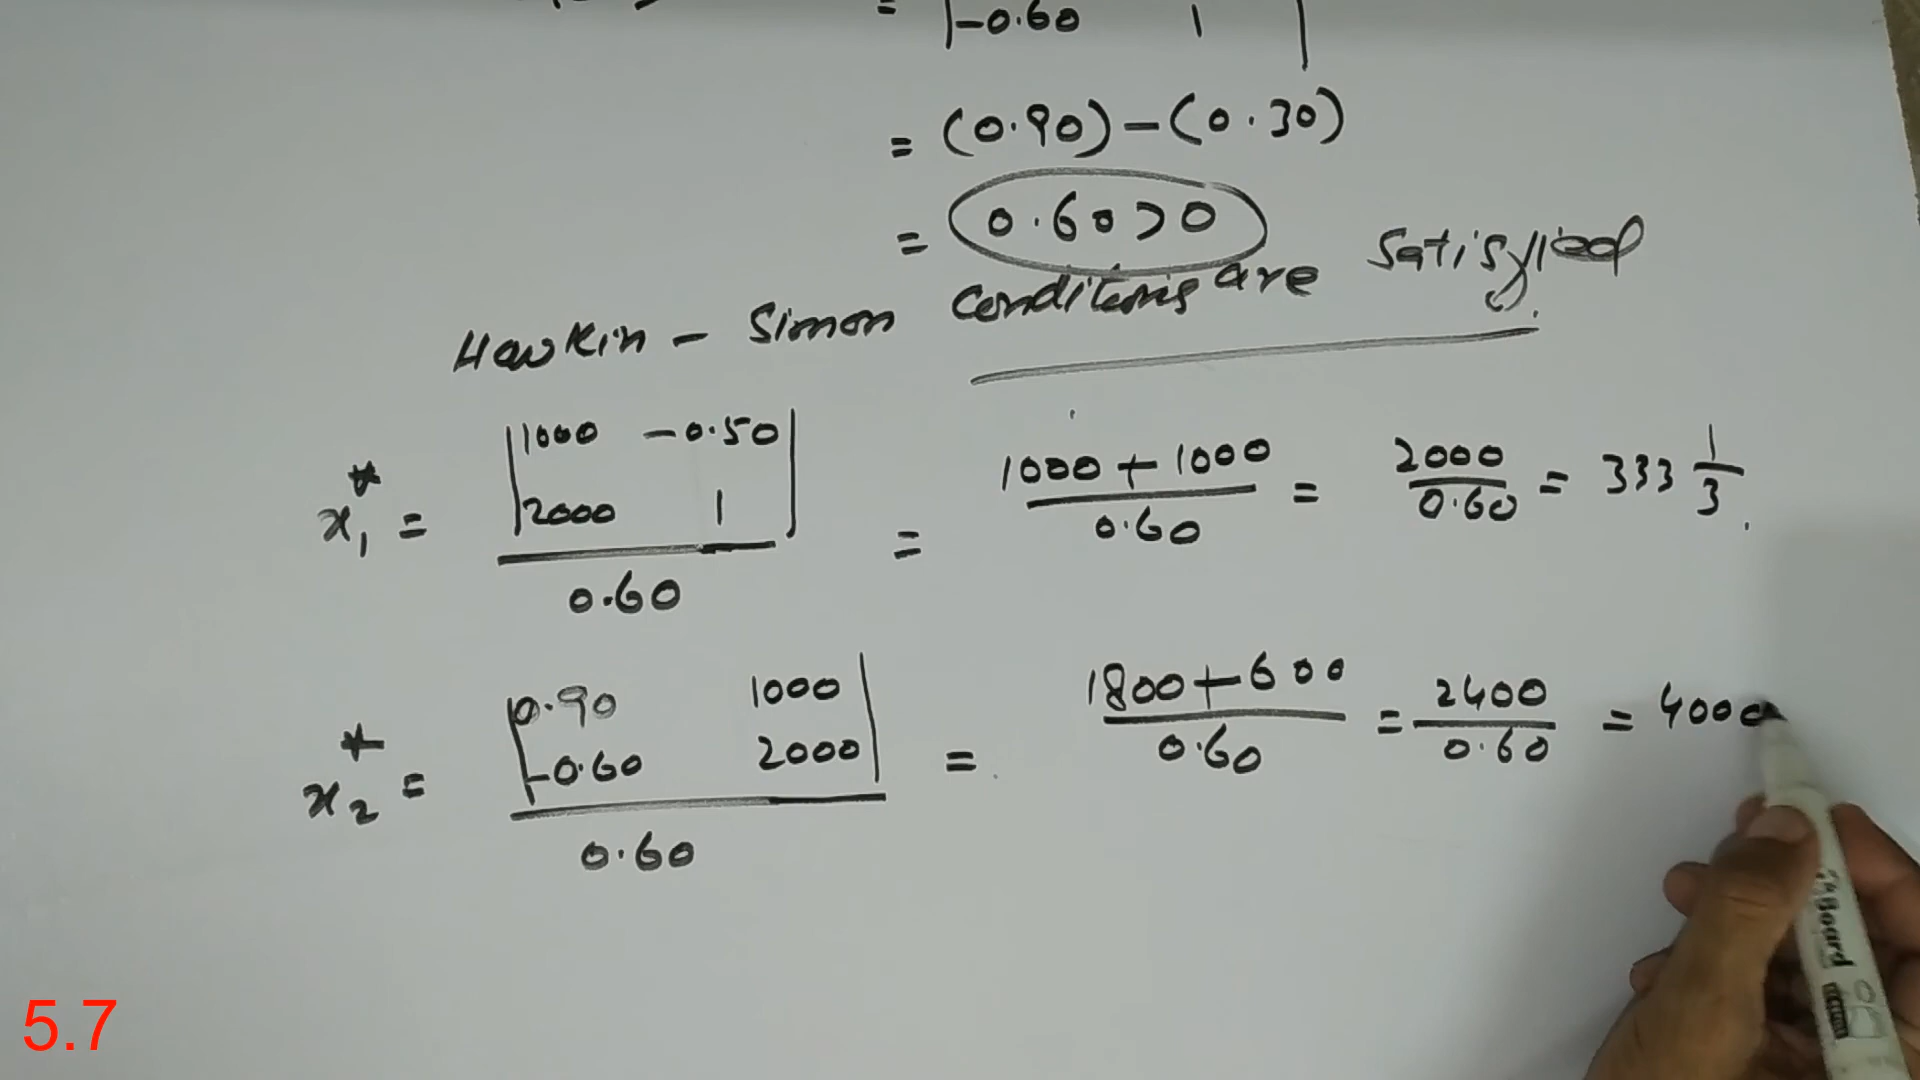 = |-0.60 1|
= (0.90) - (0.30)
= 0.60 > 0
Hawkin - Simon Conditions are Satisfied.
x₁* = |1000 -0.50| = 1000 + 1000 / 0.60 = 2000 / 0.60 = 333 1/3.
|2000 1|
0.60
x₂* = |0.90 1000| = 1800 + 600 / 0.60 = 2400 / 0.60 = 4000
|-0.60 2000|
0.60
5.7
Board